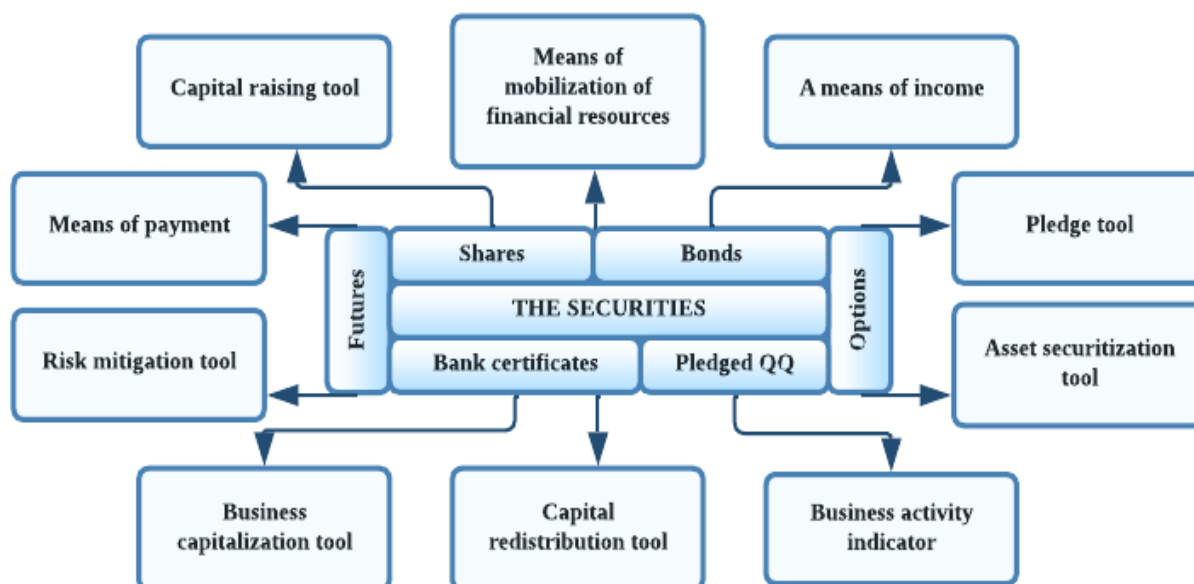 Means of
mobilization of
financial resources
Capital raising tool
A means of income
Means of payment
Pledge tool
Shares
Bonds
Futures
THE SECURITIES
Options
Risk mitigation tool
Asset securitization
tool
Bank certificates
Pledged QQ
Business
capitalization tool
Capital
redistribution tool
Business activity
indicator